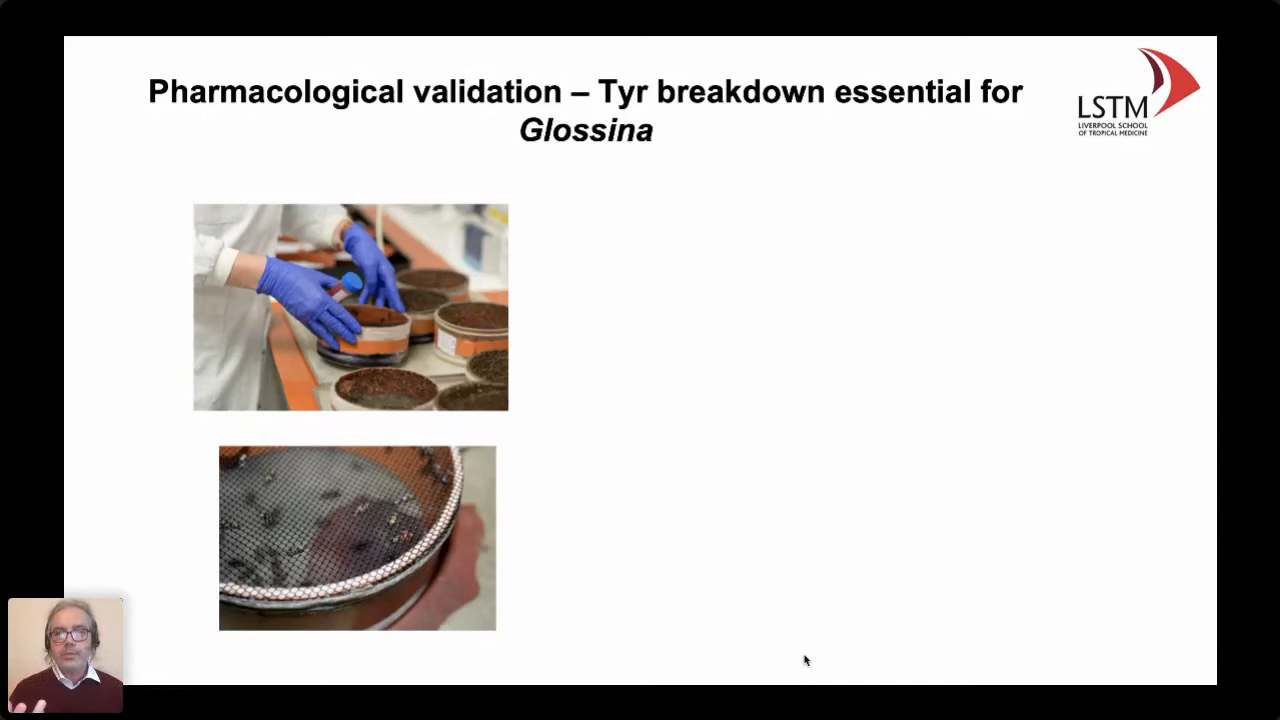 Pharmacological validation – Tyr breakdown essential for
Glossina
LSTM
LIVERPOOL SCHOOL
OF TROPICAL MEDICINE